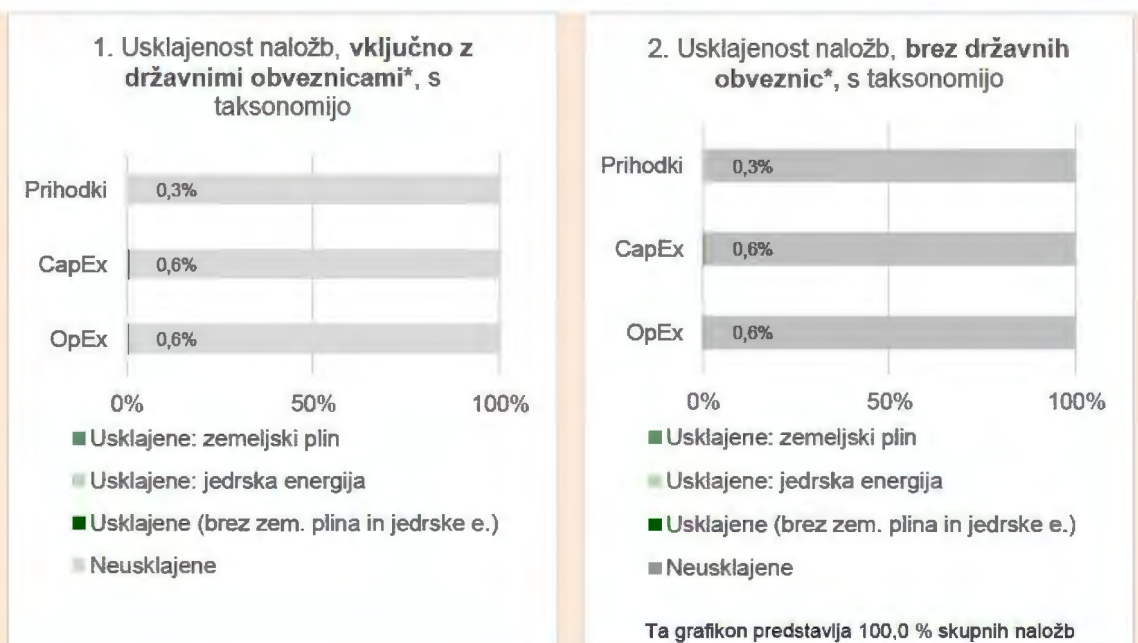 1. Usklajenost naložb, vključno z
državnimi obveznicami*, s
taksonomijo
Prihodki
0,3%
CapEx
0,6%
OpEx
0,6%
0%
50%
100%
Usklajene: zemeljski plin
Usklajene: jedrska energija
Usklajene (brez zem. plina in jedrske e.)
Neusklajene
2. Usklajenost naložb, brez državnih
obveznic*, s taksonomijo
Prihodki
0,3%
CapEx
0,6%
OpEx
0,6%
0%
50%
100%
Usklajene: zemeljski plin
Usklajene: jedrska energija
Usklajene (brez zem. plina in jedrske e.)
Neusklajene
Ta grafikon predstavlja 100,0 % skupnih naložb